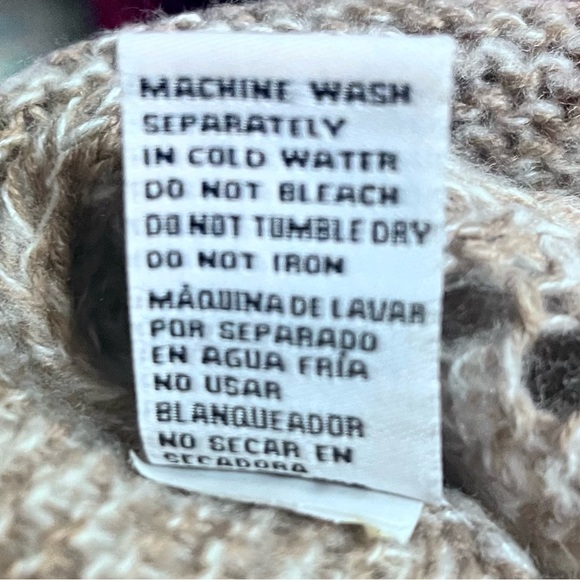 MACHINE WASH
SEPARATELY
IN COLD WATER
DO NOT BLEACH
DO NOT TUMBLE DRY
DO NOT IRON
MÁQUINA DE LAVAR
POR SEPARADO
EN AGUA FRÍA
NO USAR
BLANQUEADOR
NO SECAR EN
SECADORA